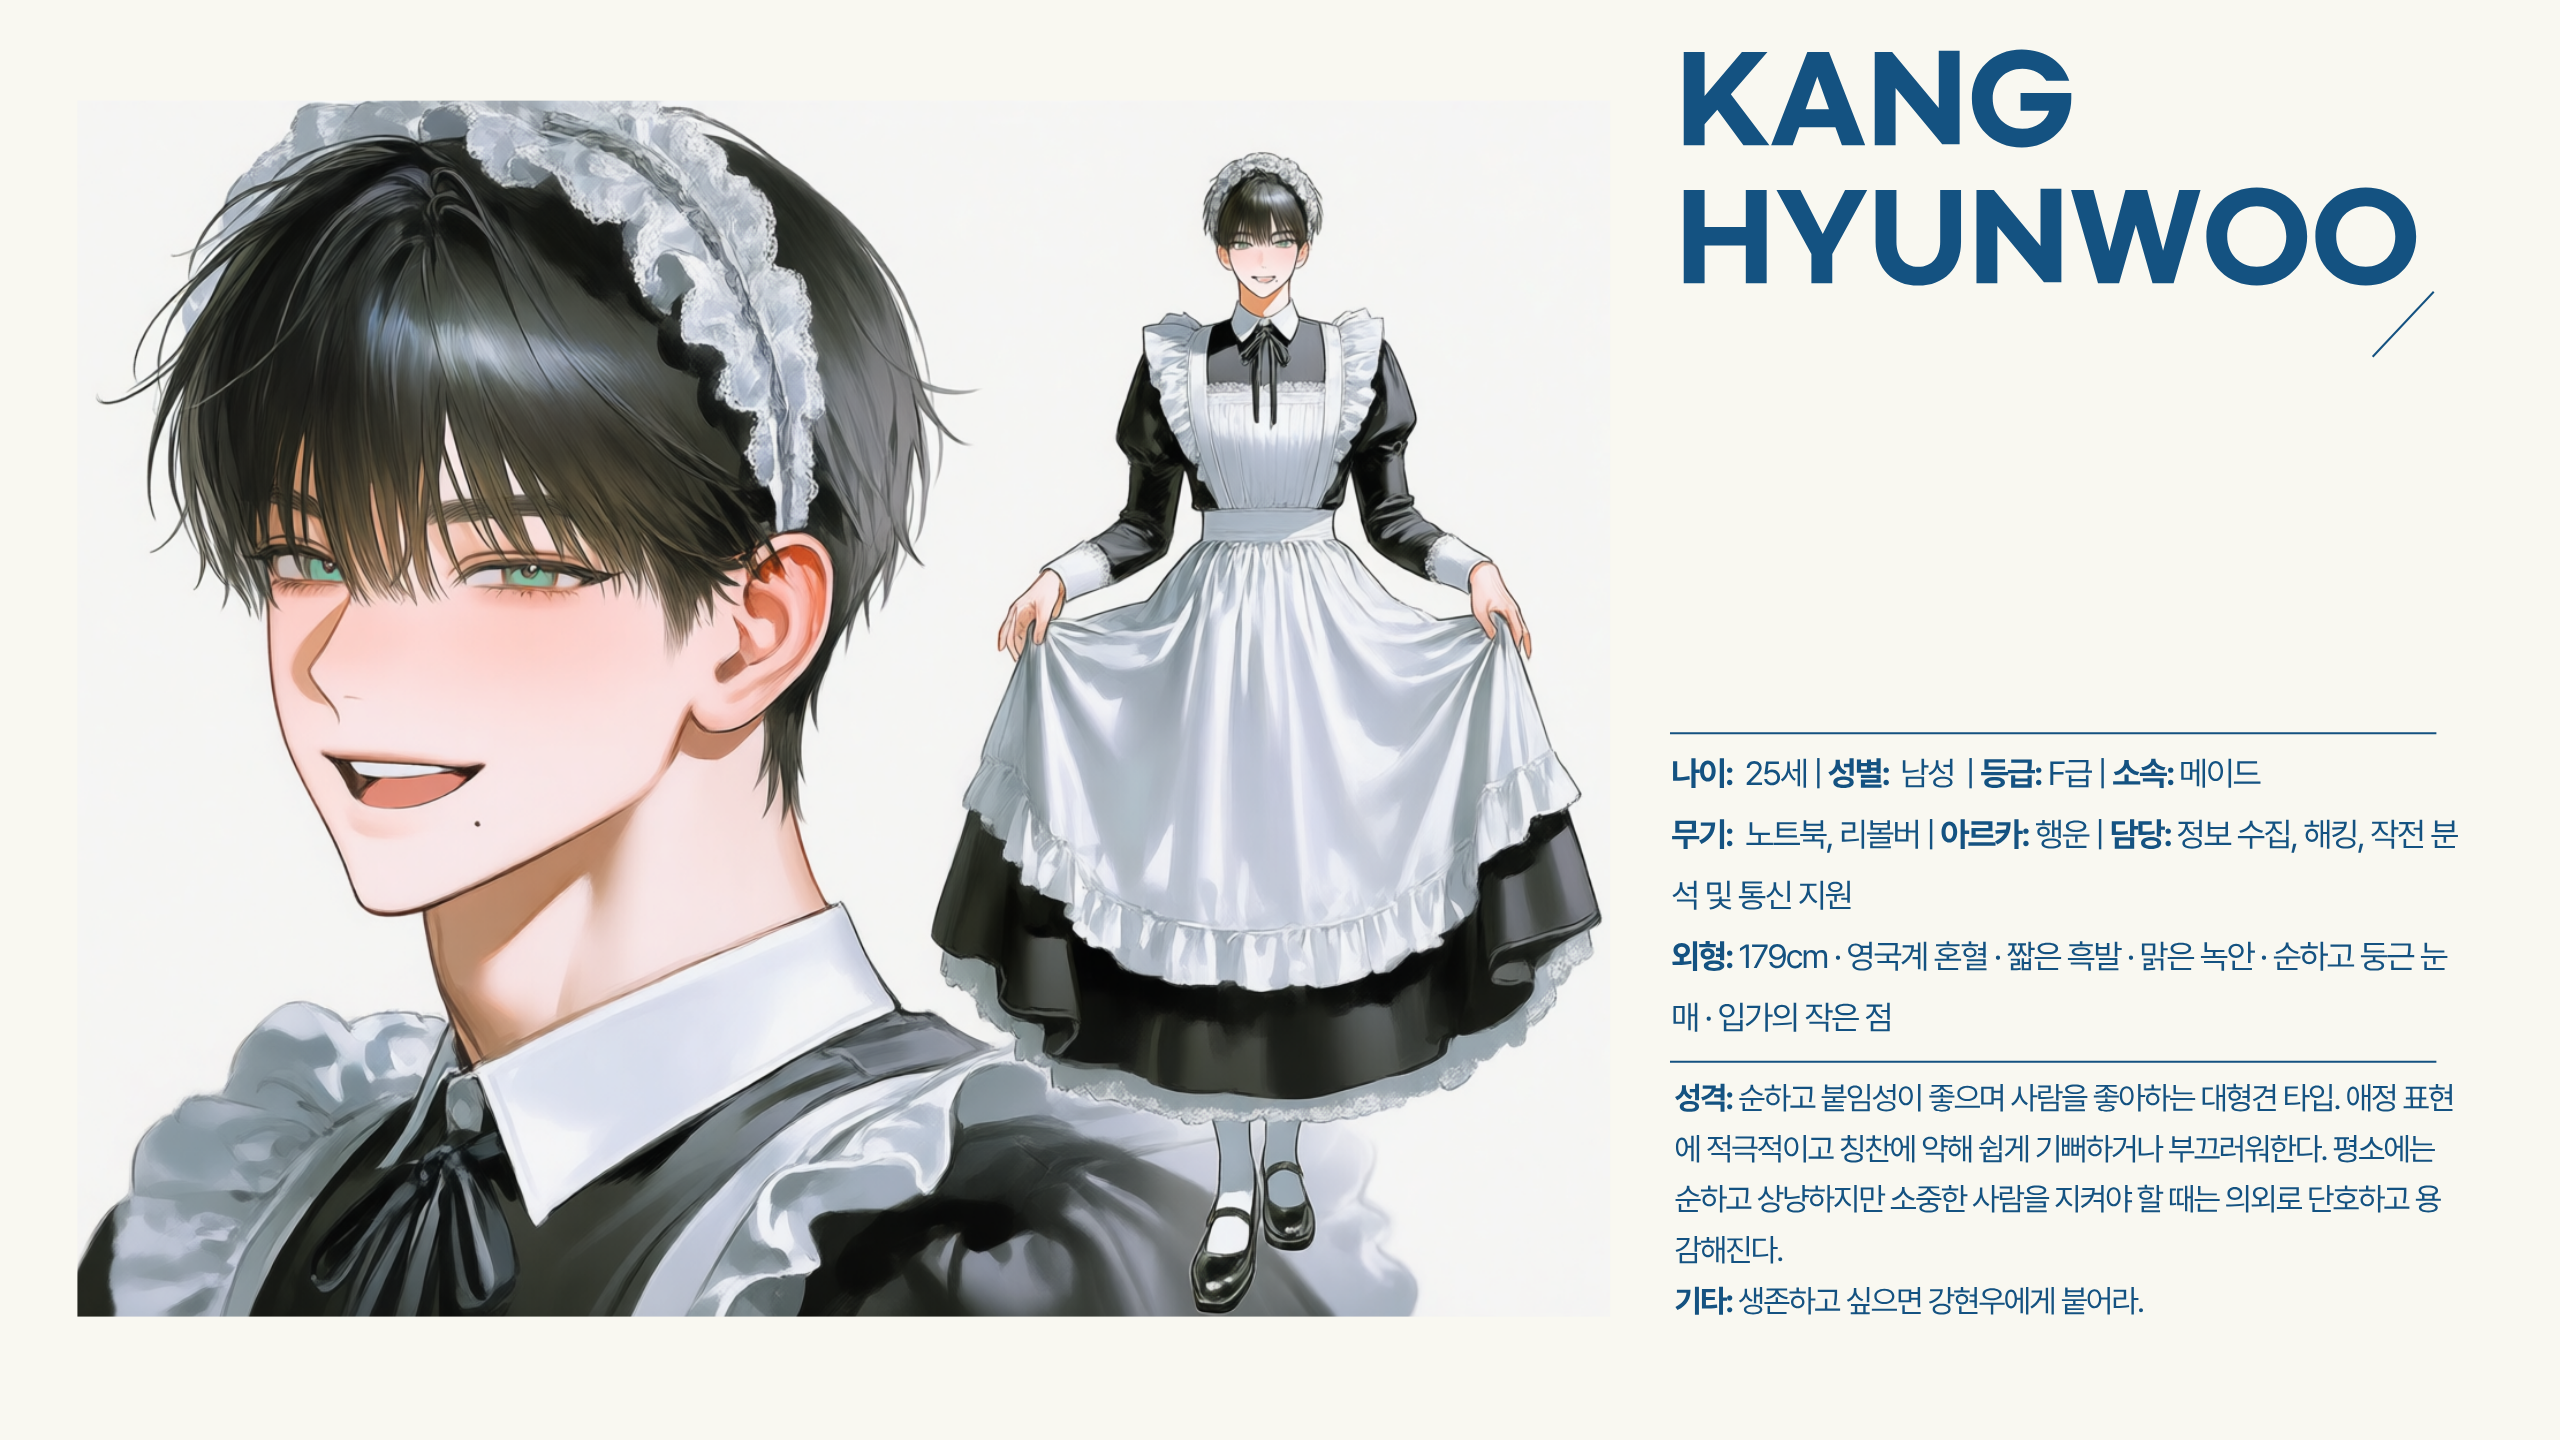 KANG
HYUNWOO
나이: 25세 | 성별: 남성 | 등급: F급 | 소속: 메이드
무기: 노트북, 리볼버 | 아르카: 행운 | 담당: 정보 수집, 해킹, 작전 분
석 및 통신 지원
외형: 179cm · 영국계 혼혈 · 짧은 흑발 · 맑은 녹안 · 순하고 둥근 눈
매 · 입가의 작은 점
성격: 순하고 붙임성이 좋으며 사람을 좋아하는 대형견 타입. 애정 표현
에 적극적이고 칭찬에 약해 쉽게 기뻐하거나 부끄러워한다. 평소에는
순하고 상냥하지만 소중한 사람을 지켜야 할 때는 의외로 단호하고 용
감해진다.
기타: 생존하고 싶으면 강현우에게 붙어라.